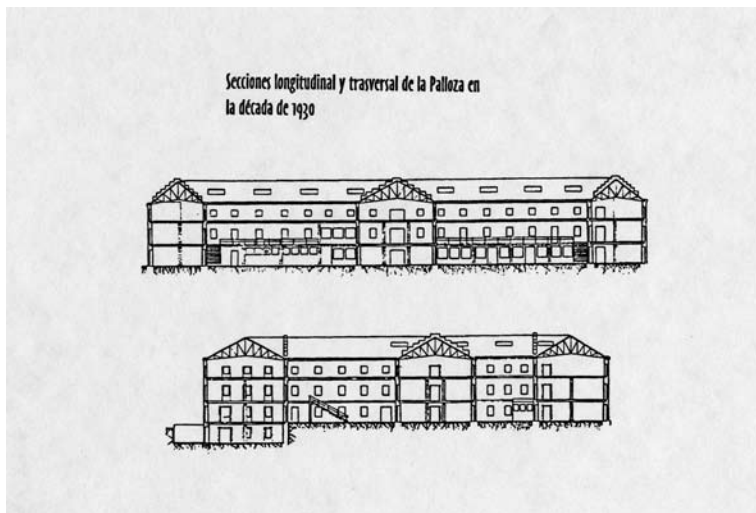 Secciones longitudinal y trasversal de la Palloza en
la década de 1930